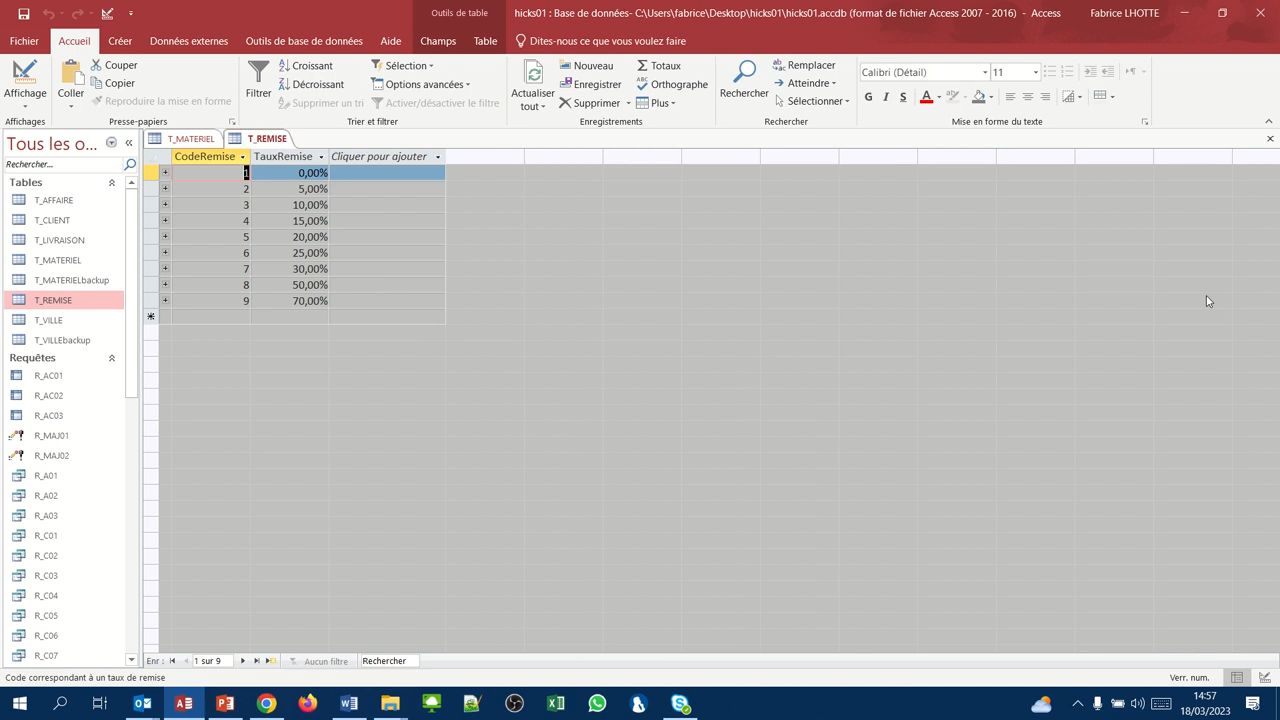 Outils de table
hicks01 : Base de données- C:\Users\fabrice\Desktop\hicks01\hicks01.accdb (format de fichier Access 2007 - 2016) - Access
Fabrice LHOTTE
Fichier
Accueil
Créer
Données externes
Outils de base de données
Aide
Champs
Table
Dites-nous ce que vous voulez faire
Affichage
Affichages
Coller
Couper
Copier
Reproduire la mise en forme
Presse-papiers
Filtrer
Croissant
Décroissant
Supprimer un tri
Sélection
Options avancées
Activer/désactiver le filtre
Trier et filtrer
Actualiser
tout
Nouveau
Enregistrer
Supprimer
Totaux
Orthographe
Plus
Enregistrements
Rechercher
Remplacer
Atteindre
Sélectionner
Rechercher
Calibri (Détail)
11
G I S A
Mise en forme du texte
Tous les o...
Rechercher...
Tables
T_AFFAIRE
T_CLIENT
T_LIVRAISON
T_MATERIEL
T_MATERIELbackup
T_REMISE
T_VILLE
T_VILLEbackup
Requêtes
R_AC01
R_AC02
R_AC03
R_MAJ01
R_MAJ02
R_A01
R_A02
R_A03
R_C01
R_C02
R_C03
R_C04
R_C05
R_C06
R_C07
T_MATERIEL
T_REMISE
CodeRemise TauxRemise Cliquer pour ajouter
1 0,00%
2 5,00%
3 10,00%
4 15,00%
5 20,00%
6 25,00%
7 30,00%
8 50,00%
9 70,00%
Enr : 1 sur 9 Aucun filtre Rechercher
Code correspondant à un taux de remise
Verr. num.
14:57
18/03/2023